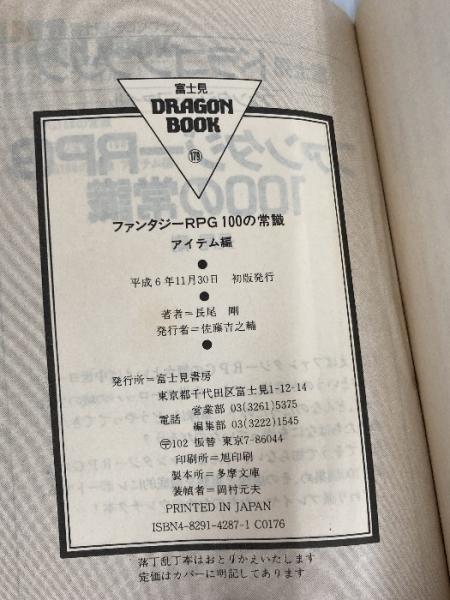 富士見
DRAGON
BOOK
179
ファンタジーRPG100の常識
アイテム編
●
平成6年11月30日 初版発行
●
著者=長尾 剛
発行者=佐藤吉之輔
●
発行所=富士見書房
東京都千代田区富士見1-12-14
電話 営業部 03(3261)5375
編集部 03(3222)1545
〒102 振替 東京7-86044
印刷所=旭印刷
製本所=多摩文庫
装幀者=岡村元夫
PRINTED IN JAPAN
ISBN4-8291-4287-1 C0176
落丁乱丁本はおとりかえいたします
定価はカバーに明記してあります